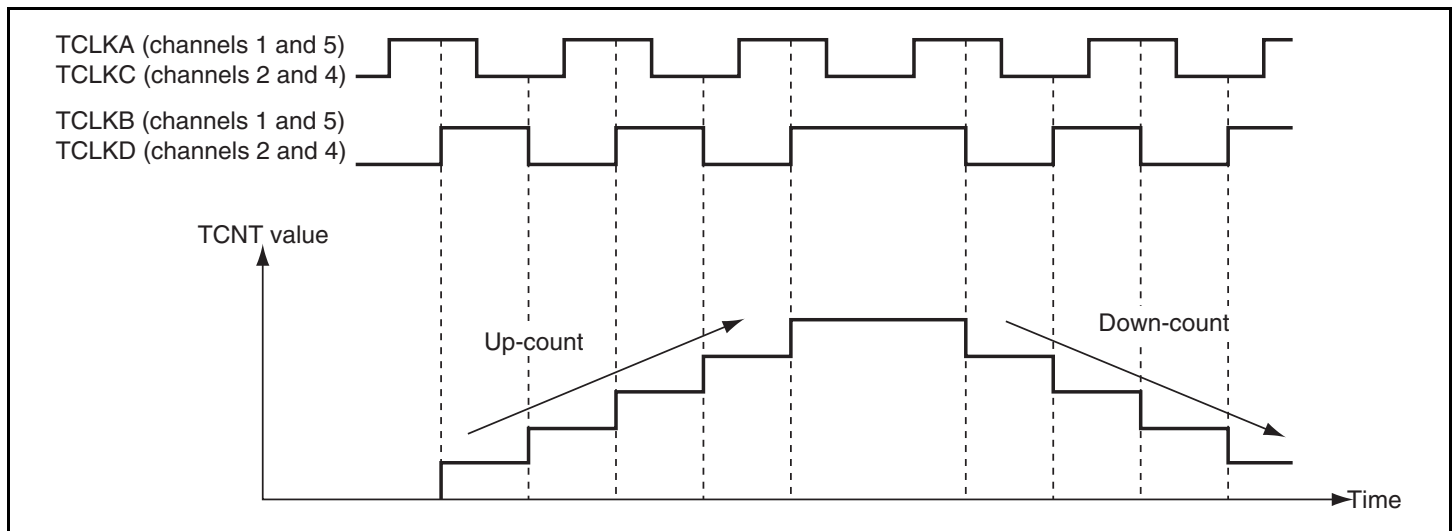 TCLKA (channels 1 and 5)
TCLKC (channels 2 and 4)
TCLKB (channels 1 and 5)
TCLKD (channels 2 and 4)
TCNT value
Up-count
Down-count
Time